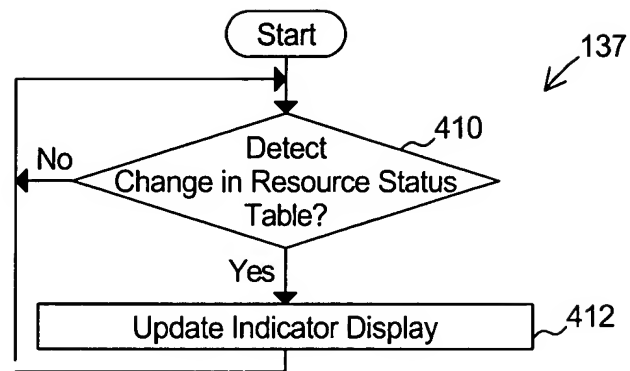 Start
137
410
Detect
Change in Resource Status
Table?
No
Yes
Update Indicator Display
412